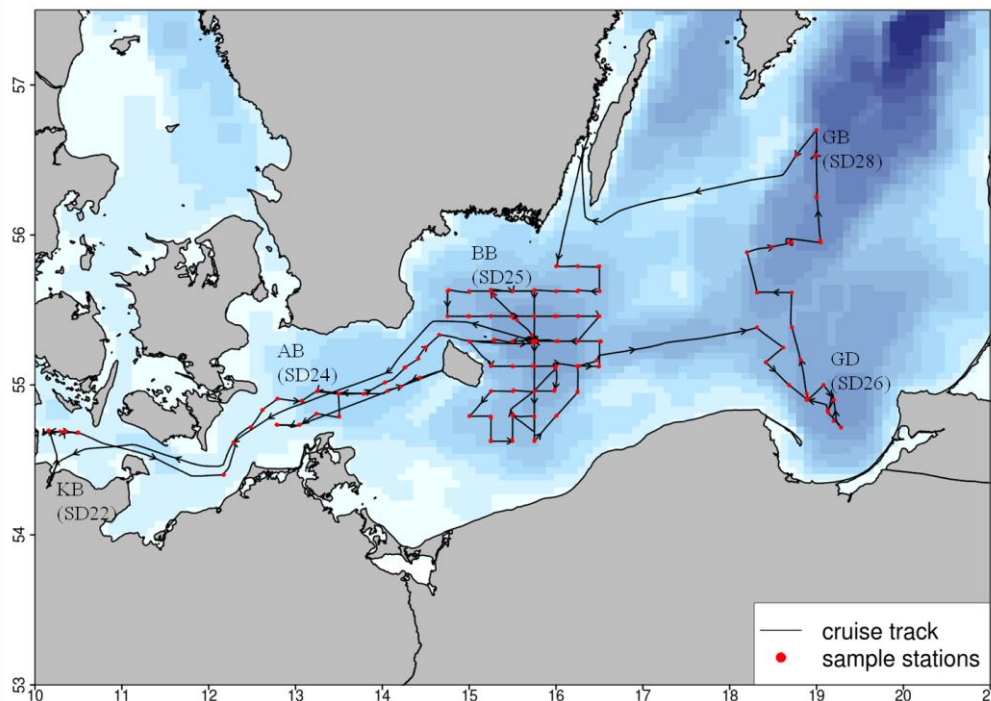 57
56
55
54
53
GB
(SD28)
BB
(SD25)
AB
(SD24)
GD
(SD26)
KB
(SD22)
cruise track
sample stations
10 11 12 13 14 15 16 17 18 19 20